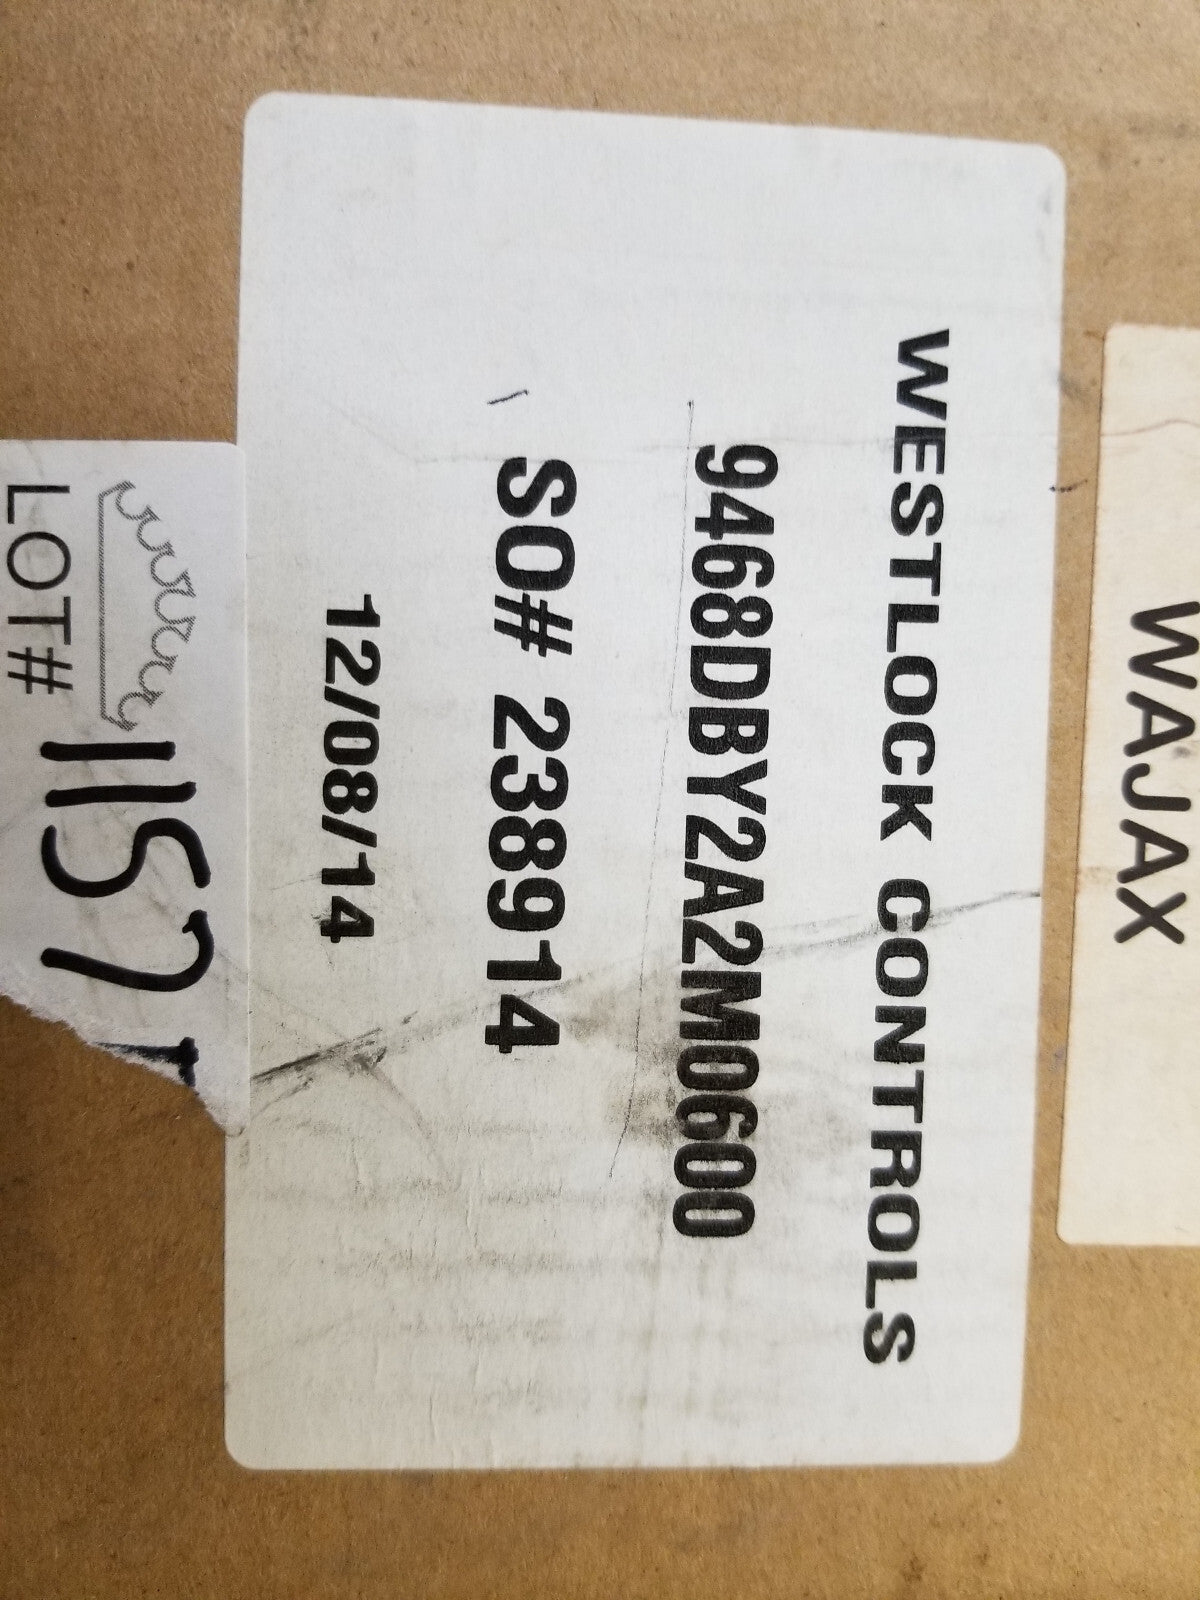 WAJAX
WESTLOCK CONTROLS
9468DBY2A2M0600
SO# 238914
12/08/14
LOT# 1157